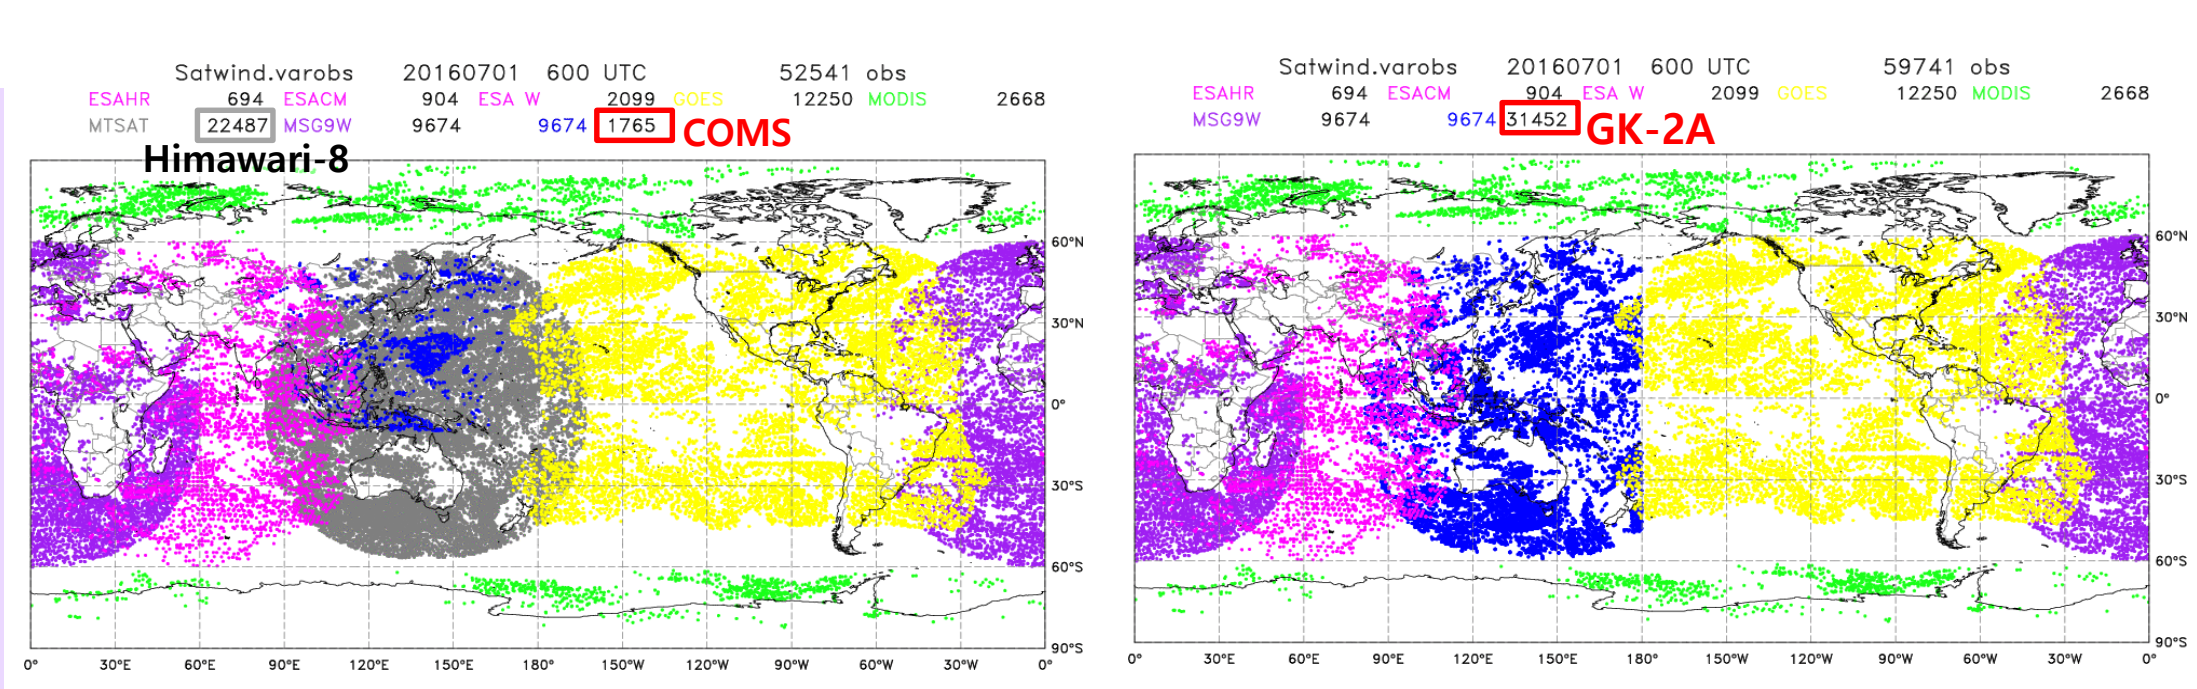 Satwind.varobs 20160701 600 UTC 52541 obs
ESAHR 694 ESACM 904 ESA W 2099 GOES 12250 MODIS 2668
MTSAT 22487 MSG9W 9674 9674 1765 COMS
Himawari-8
60°N
30°N
0°
30°S
60°S
90°S
0° 30°E 60°E 90°E 120°E 150°E 180° 150°W 120°W 90°W 60°W 30°W 0°
Satwind.varobs 20160701 600 UTC 59741 obs
ESAHR 694 ESACM 904 ESA W 2099 GOES 12250 MODIS 2668
MSG9W 9674 9674 31452 GK-2A
60°N
30°N
0°
30°S
60°S
90°S
0° 30°E 60°E 90°E 120°E 150°E 180° 150°W 120°W 90°W 60°W 30°W 0°